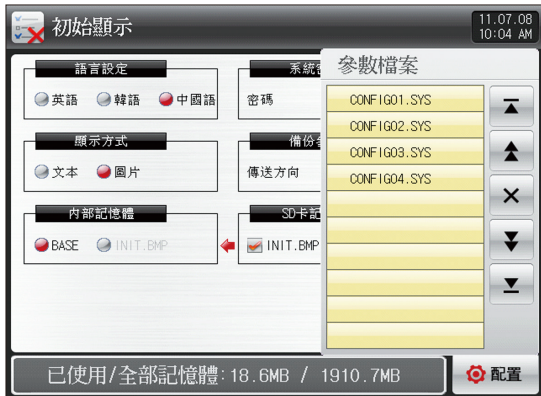 初始顯示
11.07.08
10:04 AM
語言設定
英語 韓語 中國語
顯示方式
文本 圖片
内部記憶體
BASE INIT.BMP
系統
密碼
備份
傳送方向
SD卡記
INIT.BMP
參數檔案
CONFIG01.SYS
CONFIG02.SYS
CONFIG03.SYS
CONFIG04.SYS
已使用/全部記憶體:18.6MB / 1910.7MB
配置